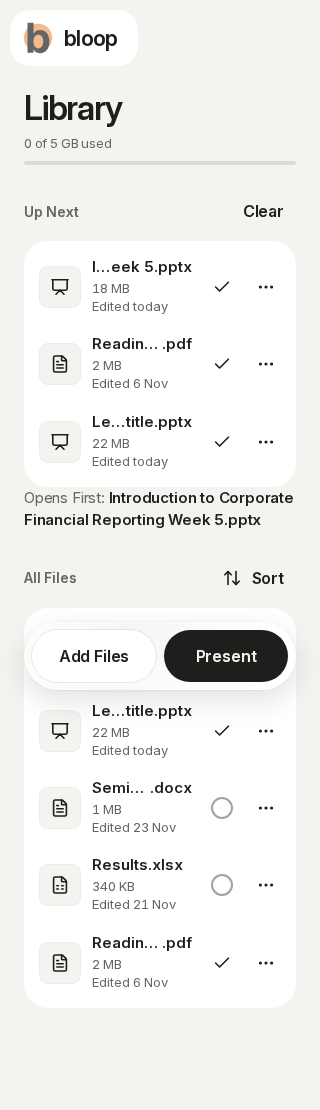 bloop
Library
0 of 5 GB used
Up Next
Clear
I…eek 5.pptx
18 MB
Edited today
Readin… .pdf
2 MB
Edited 6 Nov
Le…title.pptx
22 MB
Edited today
Opens First: Introduction to Corporate
Financial Reporting Week 5.pptx
All Files
Sort
Add Files
Present
Le…title.pptx
22 MB
Edited today
Semi… .docx
1 MB
Edited 23 Nov
Results.xlsx
340 KB
Edited 21 Nov
Readin… .pdf
2 MB
Edited 6 Nov